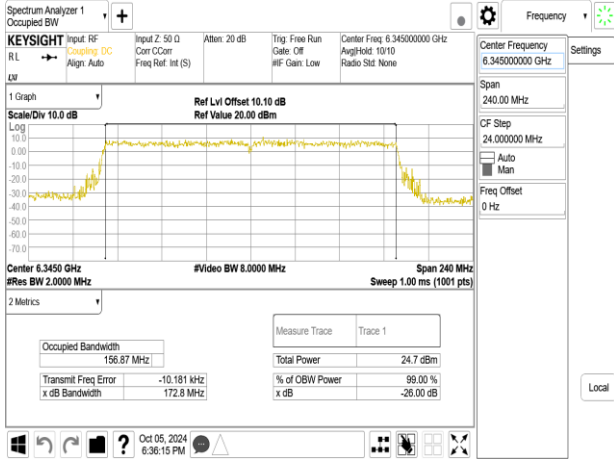 Spectrum Analyzer 1
Occupied BW
+
Frequency
KEYSIGHT
RL
Input: RF
Coupling: DC
Align: Auto
Input Z: 50 Ω
Corr CCorr
Freq Ref: Int (S)
Atten: 20 dB
Trig: Free Run
Gate: Off
#IF Gain: Low
Center Freq: 6.345000000 GHz
Avg|Hold: 10/10
Radio Std: None
LXI
1 Graph
Scale/Div 10.0 dB
Ref Lvl Offset 10.10 dB
Ref Value 20.00 dBm
Log
10.0
0.00
-10.0
-20.0
-30.0
-40.0
-50.0
-60.0
-70.0
Center 6.3450 GHz
#Res BW 2.0000 MHz
#Video BW 8.0000 MHz
Span 240 MHz
Sweep 1.00 ms (1001 pts)
2 Metrics
Measure Trace
Trace 1
Occupied Bandwidth
156.87 MHz
Total Power
24.7 dBm
Transmit Freq Error
-10.181 kHz
% of OBW Power
99.00 %
x dB Bandwidth
172.8 MHz
x dB
-26.00 dB
Center Frequency
6.345000000 GHz
Settings
Span
240.00 MHz
CF Step
24.000000 MHz
Auto
Man
Freq Offset
0 Hz
Local
?
Oct 05, 2024
6:36:15 PM